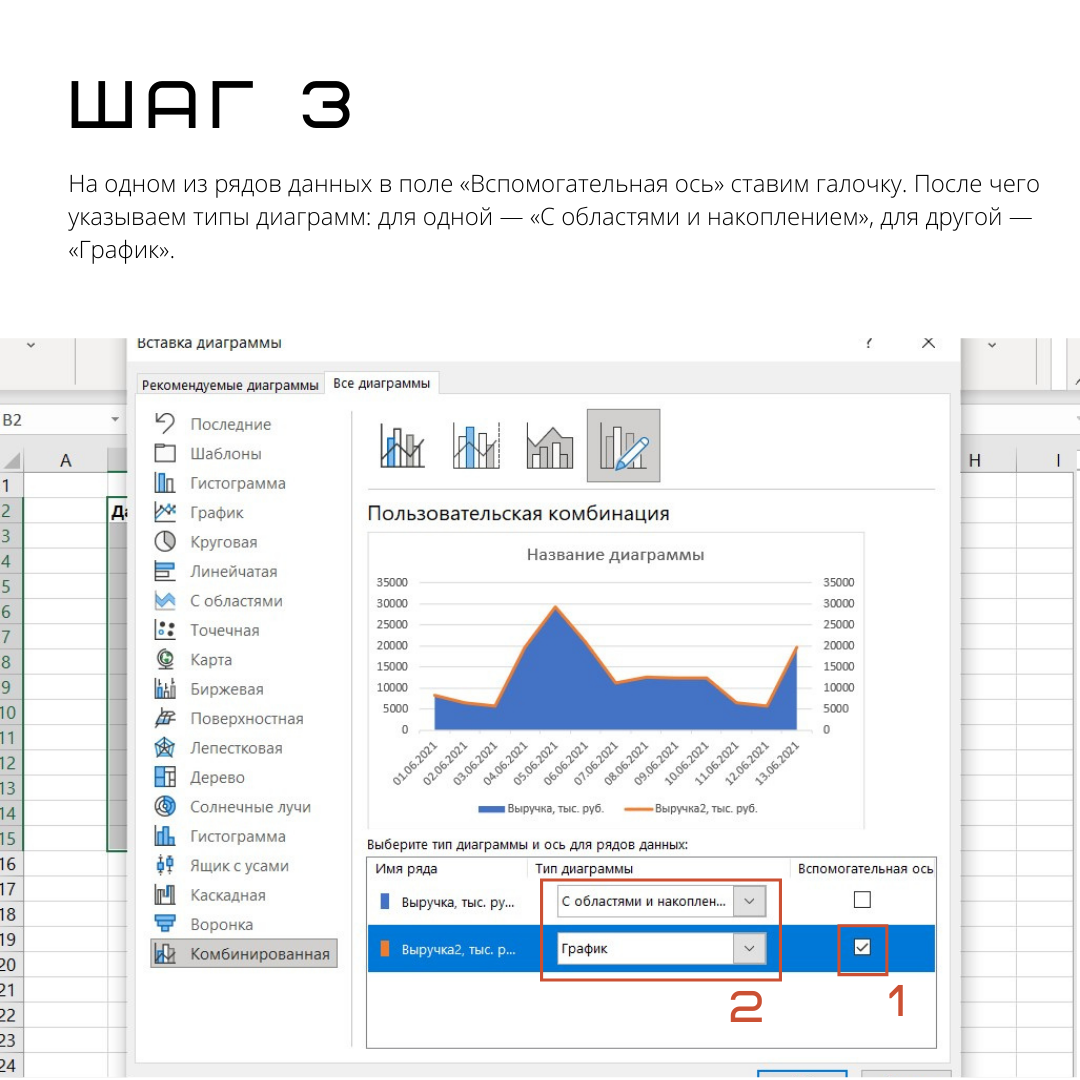 ШАГ 3
На одном из рядов данных в поле «Вспомогательная ось» ставим галочку. После чего
указываем типы диаграмм: для одной — «С областями и накоплением», для другой —
«График».
Вставка диаграммы
?
Рекомендуемые диаграммы
Все диаграммы
B2
A
H
I
1
2
3
4
5
6
7
8
9
10
11
12
13
14
15
16
17
18
19
20
21
22
23
24
Последние
Шаблоны
Гистограмма
График
Круговая
Линейчатая
С областями
Точечная
Карта
Биржевая
Поверхностная
Лепестковая
Дерево
Солнечные лучи
Гистограмма
Ящик с усами
Каскадная
Воронка
Комбинированная
Пользовательская комбинация
Название диаграммы
35000 35000
30000 30000
25000 25000
20000 20000
15000 15000
10000 10000
5000 5000
0 0
01.06.2021 02.06.2021 03.06.2021 04.06.2021 05.06.2021 06.06.2021 07.06.2021 08.06.2021 09.06.2021 10.06.2021 11.06.2021 12.06.2021 13.06.2021
Выручка, тыс. руб. Выручка2, тыс. руб.
Выберите тип диаграммы и ось для рядов данных:
Имя ряда Тип диаграммы Вспомогательная ось
Выручка, тыс. ру... С областями и накоплен...
Выручка2, тыс. р... График
2 1